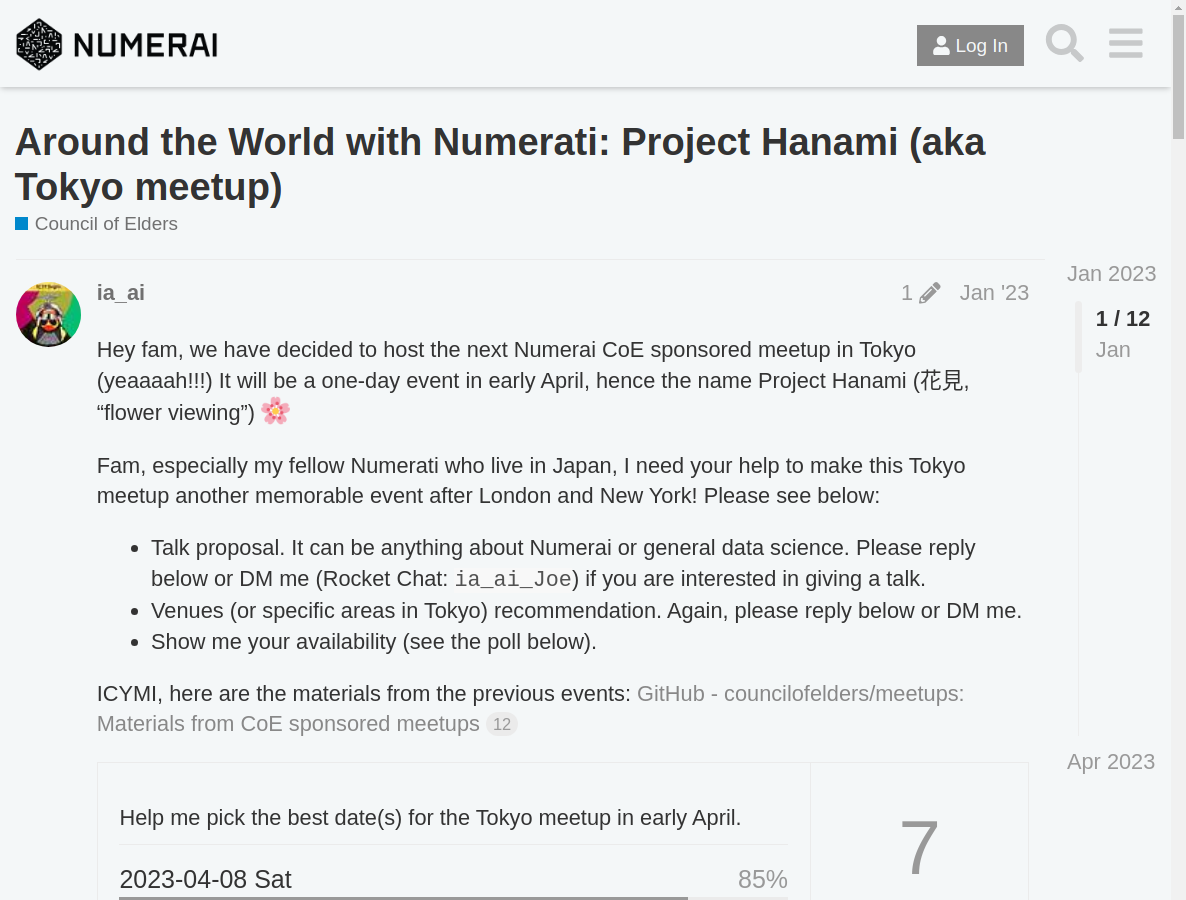 NUMERAI
Log In
Around the World with Numerati: Project Hanami (aka
Tokyo meetup)
Council of Elders
ia_ai
1
Jan '23
Hey fam, we have decided to host the next Numerai CoE sponsored meetup in Tokyo
(yeaaaah!!!) It will be a one-day event in early April, hence the name Project Hanami (花見,
“flower viewing”) 🌸
Fam, especially my fellow Numerati who live in Japan, I need your help to make this Tokyo
meetup another memorable event after London and New York! Please see below:
• Talk proposal. It can be anything about Numerai or general data science. Please reply
below or DM me (Rocket Chat: ia_ai_Joe) if you are interested in giving a talk.
• Venues (or specific areas in Tokyo) recommendation. Again, please reply below or DM me.
• Show me your availability (see the poll below).
ICYMI, here are the materials from the previous events: GitHub - councilofelders/meetups:
Materials from CoE sponsored meetups 12
Help me pick the best date(s) for the Tokyo meetup in early April.
2023-04-08 Sat
85%
7
Jan 2023
1 / 12
Jan
Apr 2023